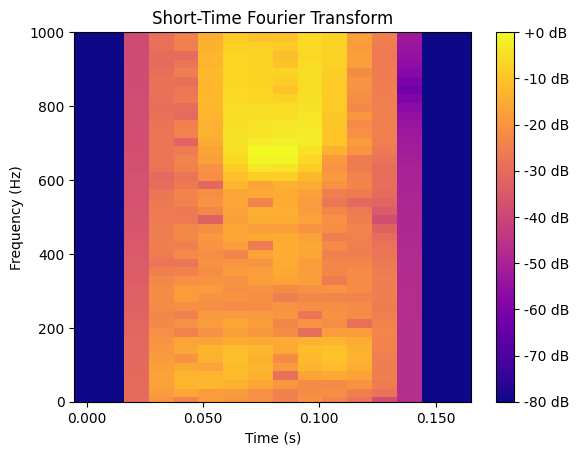 Short-Time Fourier Transform
1000
800
600
400
200
0
Frequency (Hz)
0.000
0.050
0.100
0.150
Time (s)
+0 dB
-10 dB
-20 dB
-30 dB
-40 dB
-50 dB
-60 dB
-70 dB
-80 dB